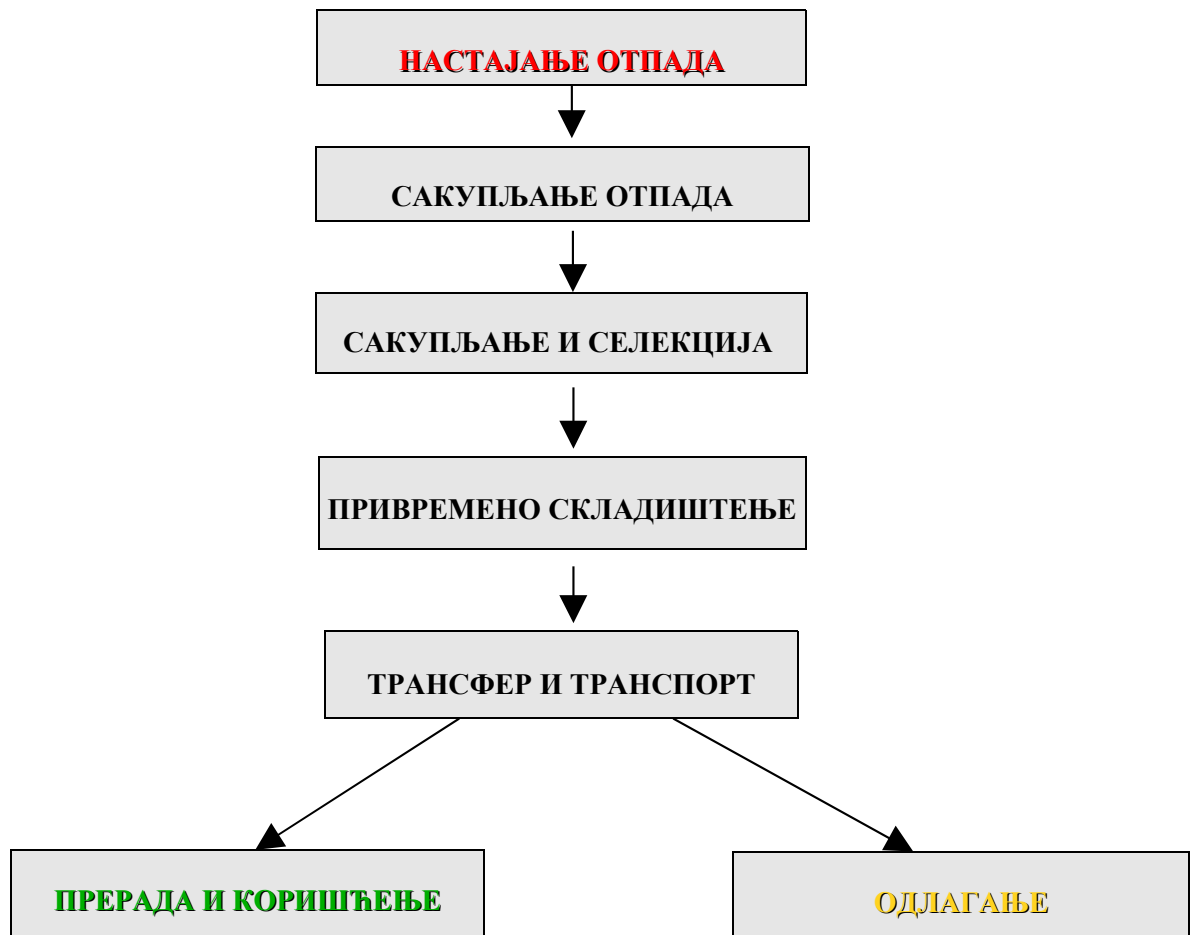 НАСТАЈАЊЕ ОТПАДА
САКУПЉАЊЕ ОТПАДА
САКУПЉАЊЕ И СЕЛЕКЦИЈА
ПРИВРЕМЕНО СКЛАДИШТЕЊЕ
ТРАНСФЕР И ТРАНСПОРТ
ПРЕРАДА И КОРИШЋЕЊЕ
ОДЛАГАЊЕ